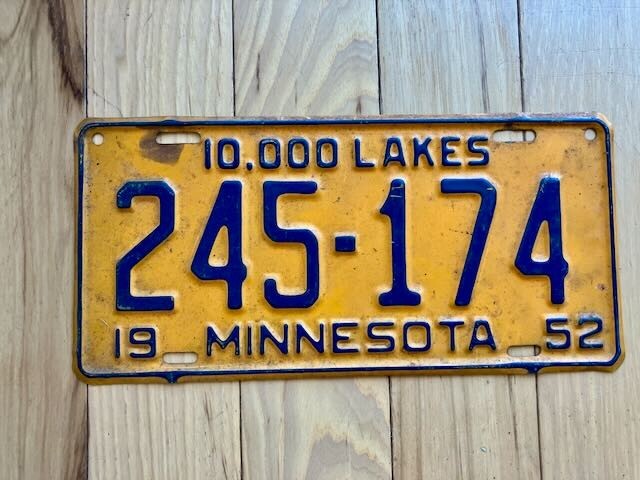 10,000 LAKES
245-174
19 MINNESOTA 52